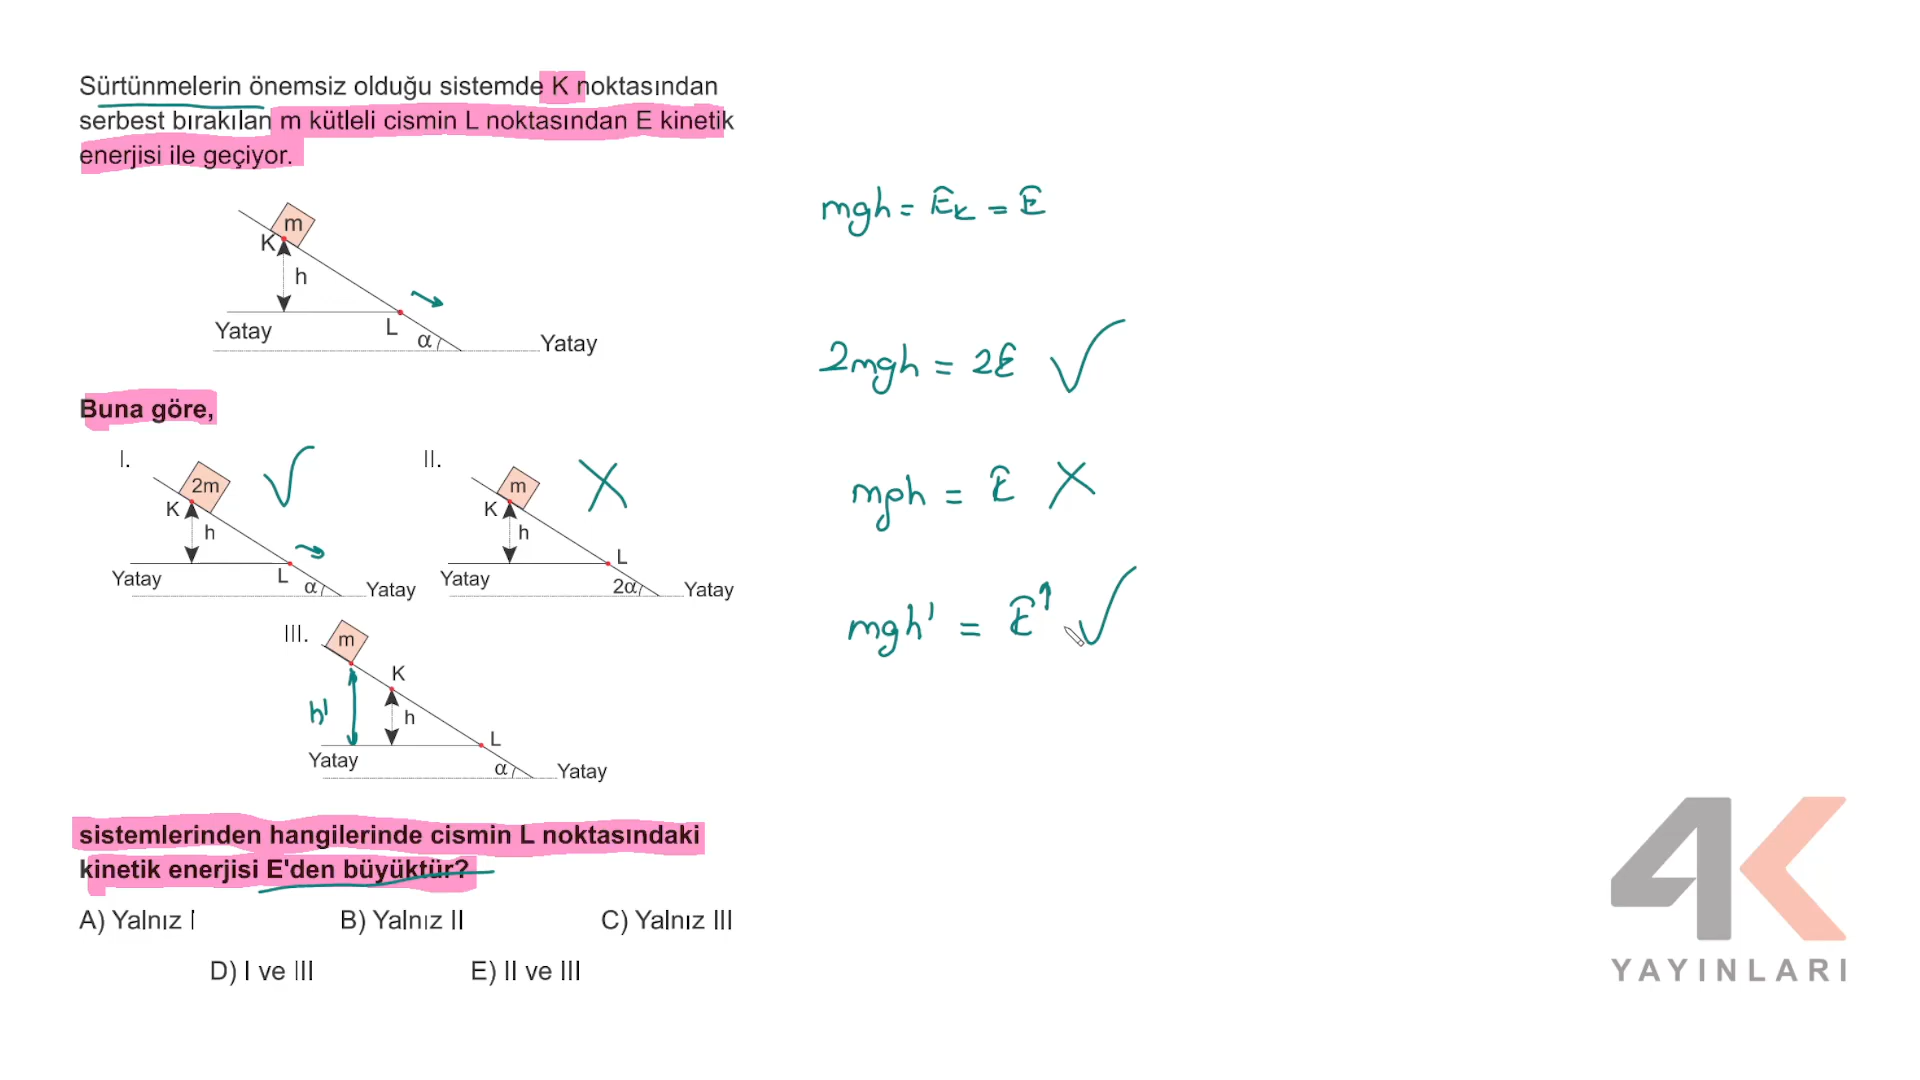 Sürtünmelerin önemsiz olduğu sistemde K noktasından
serbest bırakılan m kütleli cismin L noktasından E kinetik
enerjisi ile geçiyor.
m
K
h
L
α
Yatay
Yatay
mgh = Eₖ = E
2mgh = 2E ✓
mgh = E X
mgh' = E↑ ✓
Buna göre,
I.
2m
K
h
L
α
Yatay
Yatay
✓
II.
m
K
h
L
2α
Yatay
Yatay
X
III.
m
K
h'
h
L
α
Yatay
Yatay
sistemlerinden hangilerinde cismin L noktasındaki
kinetik enerjisi E'den büyüktür?
A) Yalnız I B) Yalnız II C) Yalnız III
D) I ve III E) II ve III
4K
YAYINLARI